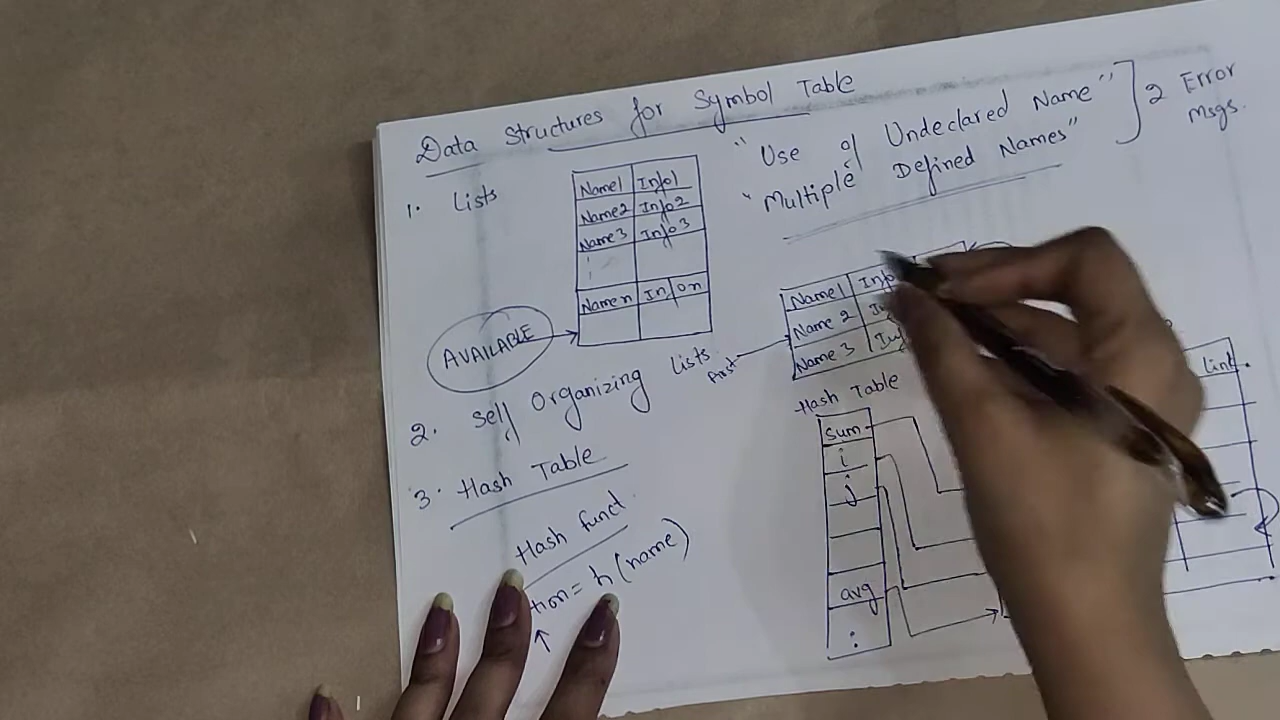 Data Structures for Symbol Table
"Use of Undeclared Name"
"Multiple Defined Names"
2 Error
Msgs.
1. Lists
Name1 Info1
Name2 Info2
Name3 Info3
Name n Info n
AVAILABLE
2. Self Organizing Lists
First
Name1
Name 2
Name 3
3. Hash Table
Hash funct.
= h(name)
Hash Table
sum
i
j
avg
:
Link